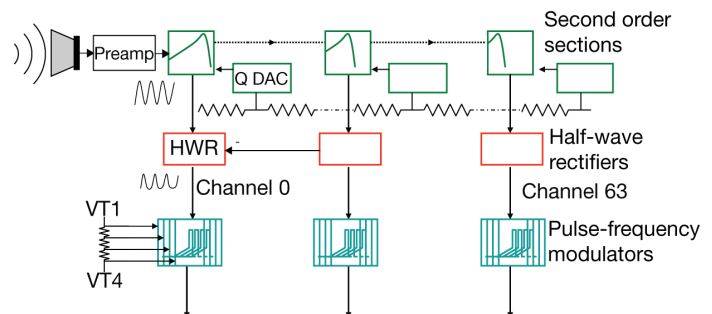 Second order
sections
Preamp
Q DAC
HWR
-
Half-wave
rectifiers
Channel 0
Channel 63
VT1
VT4
Pulse-frequency
modulators